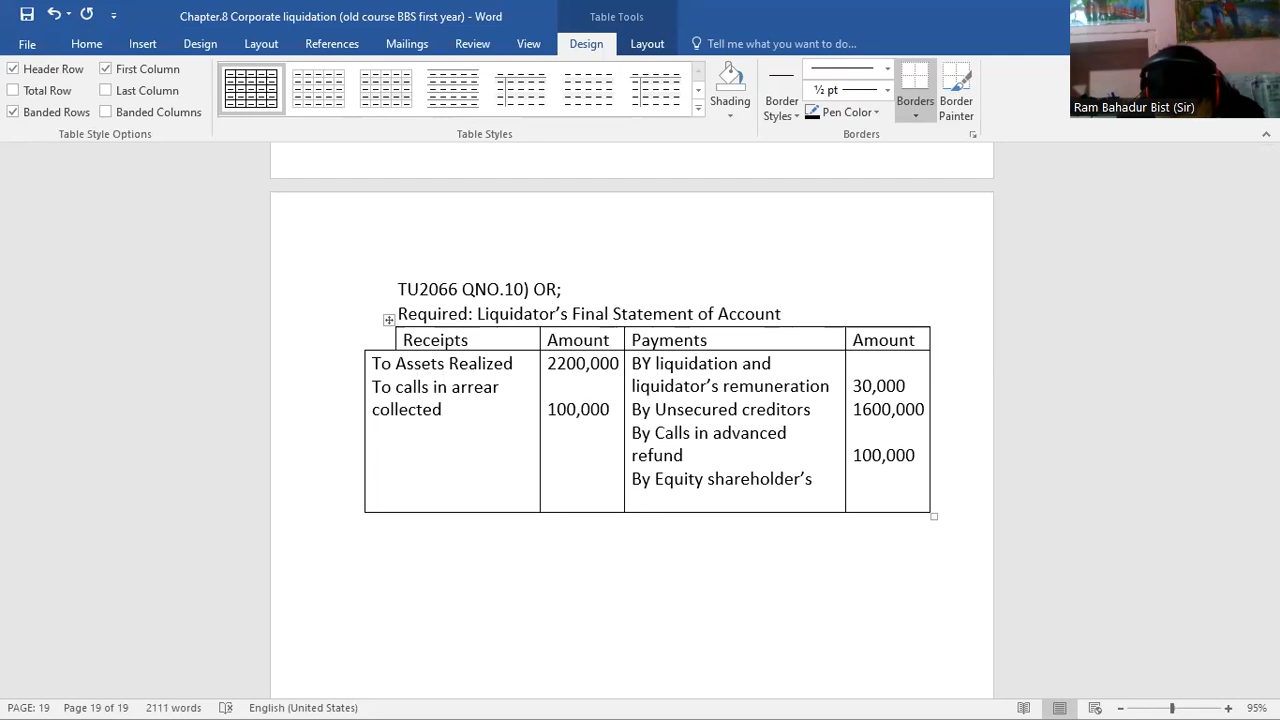 Chapter.8 Corporate liquidation (old course BBS first year) - Word
Table Tools
File Home Insert Design Layout References Mailings Review View Design Layout Tell me what you want to do...
Header Row First Column
Total Row Last Column
Banded Rows Banded Columns
Table Style Options
Table Styles
Shading
Border Styles
½ pt
Pen Color
Borders
Border Painter
Borders
Ram Bahadur Bist (Sir)
TU2066 QNO.10) OR;
Required: Liquidator's Final Statement of Account
Receipts Amount Payments Amount
To Assets Realized 2200,000 BY liquidation and
To calls in arrear liquidator's remuneration 30,000
collected 100,000 By Unsecured creditors 1600,000
By Calls in advanced
refund 100,000
By Equity shareholder's
PAGE: 19 Page 19 of 19 2111 words English (United States) 95%